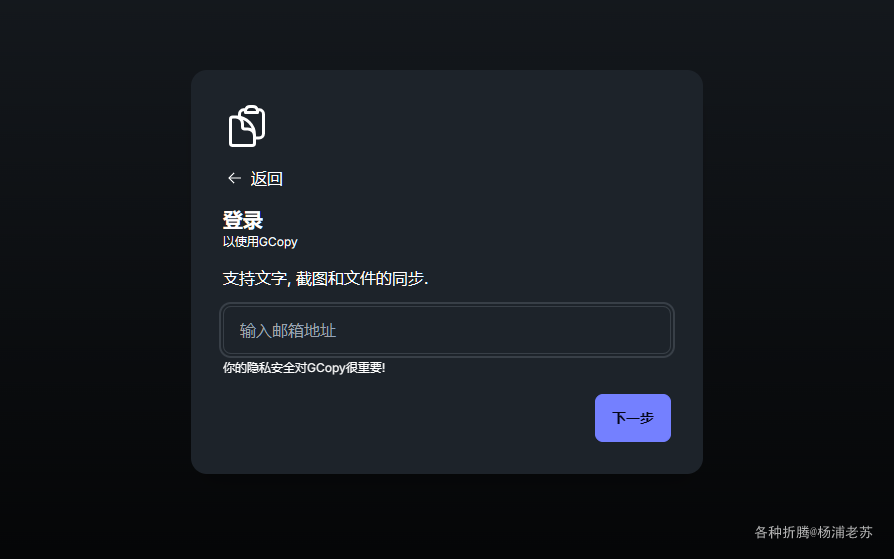 ← 返回
登录
以使用GCopy
支持文字, 截图和文件的同步.
输入邮箱地址
你的隐私安全对GCopy很重要!
下一步
各种折腾@杨浦老苏